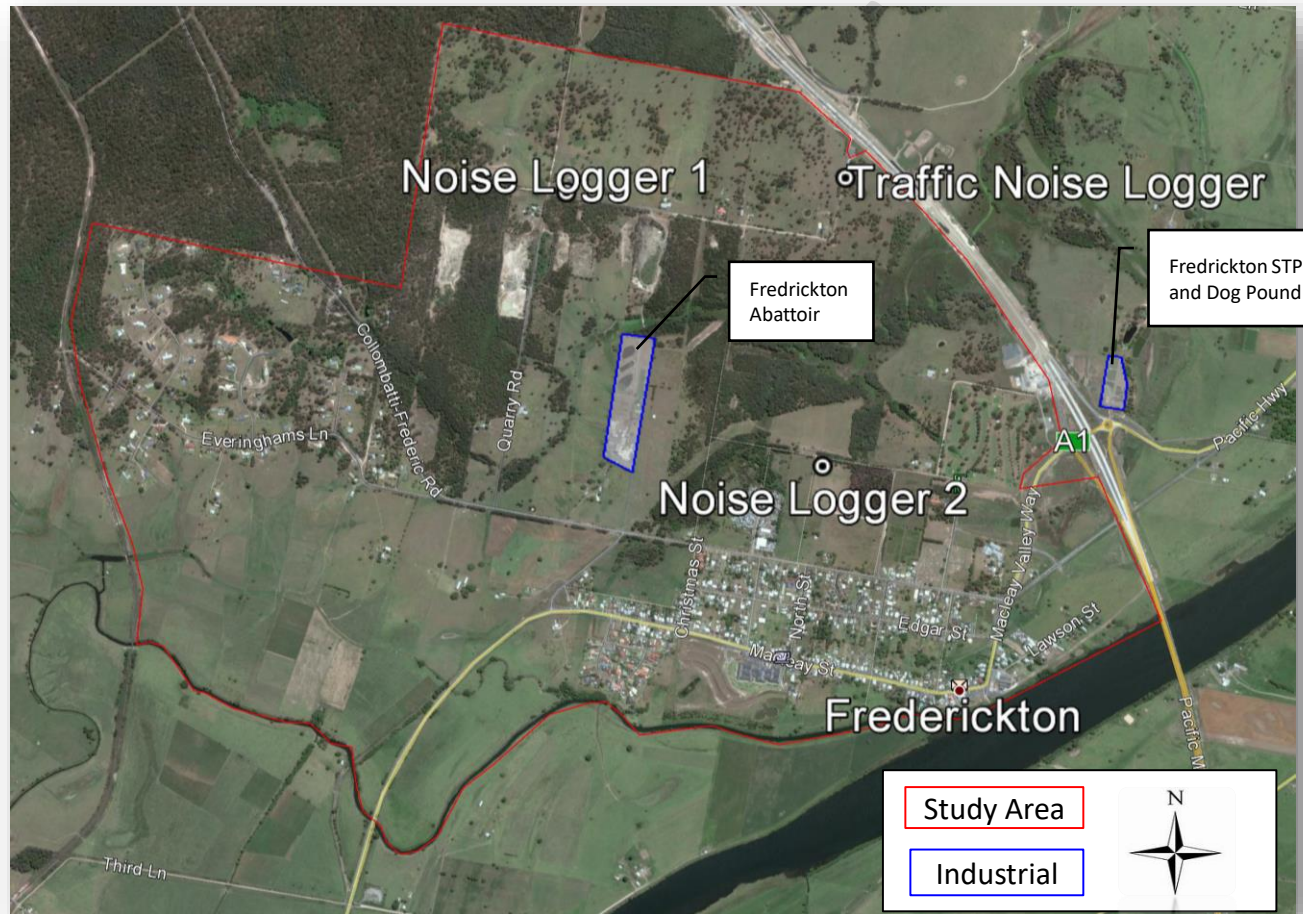 Noise Logger 1
Traffic Noise Logger
Fredrickton STP
and Dog Pound
Fredrickton
Abattoir
Collombatti-Frederic Rd
Quarry Rd
Everinghams Ln
A1
Pacific Hwy
Noise Logger 2
Macleay Valley Way
Christmas St
North St
Edgar St
Lawson St
Macleay St
Frederickton
Pacific M
Third Ln
Study Area
Industrial
N